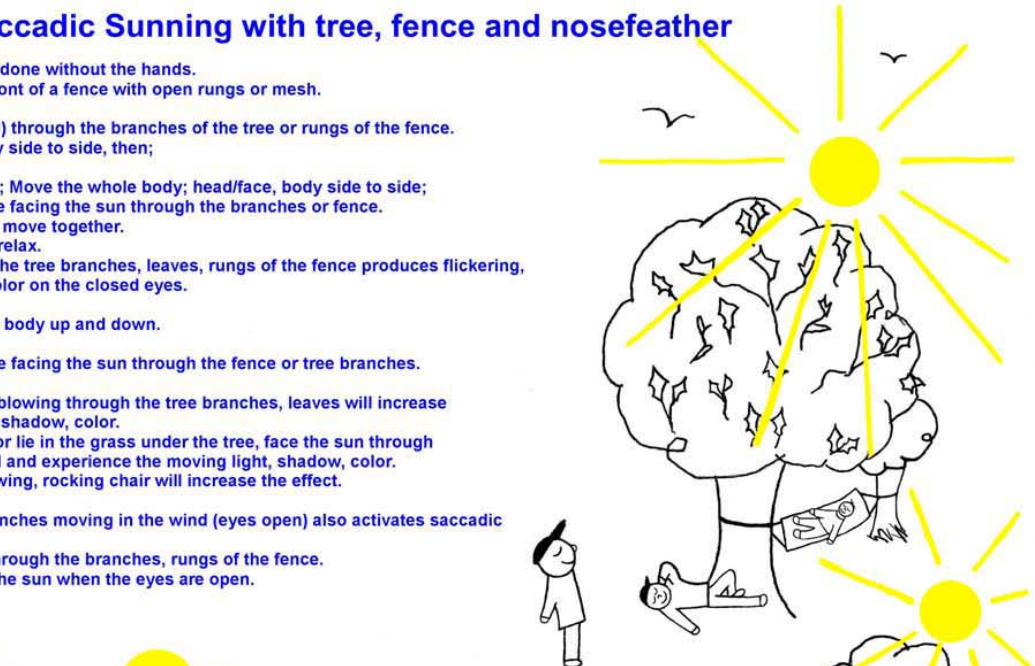 ccadic Sunning with tree, fence and nosefeather
done without the hands.
ont of a fence with open rungs or mesh.
) through the branches of the tree or rungs of the fence.
y side to side, then;
; Move the whole body; head/face, body side to side;
e facing the sun through the branches or fence.
move together.
relax.
he tree branches, leaves, rungs of the fence produces flickering,
olor on the closed eyes.
body up and down.
e facing the sun through the fence or tree branches.
blowing through the tree branches, leaves will increase
shadow, color.
or lie in the grass under the tree, face the sun through
l and experience the moving light, shadow, color.
wing, rocking chair will increase the effect.
nches moving in the wind (eyes open) also activates saccadic
hrough the branches, rungs of the fence.
he sun when the eyes are open.